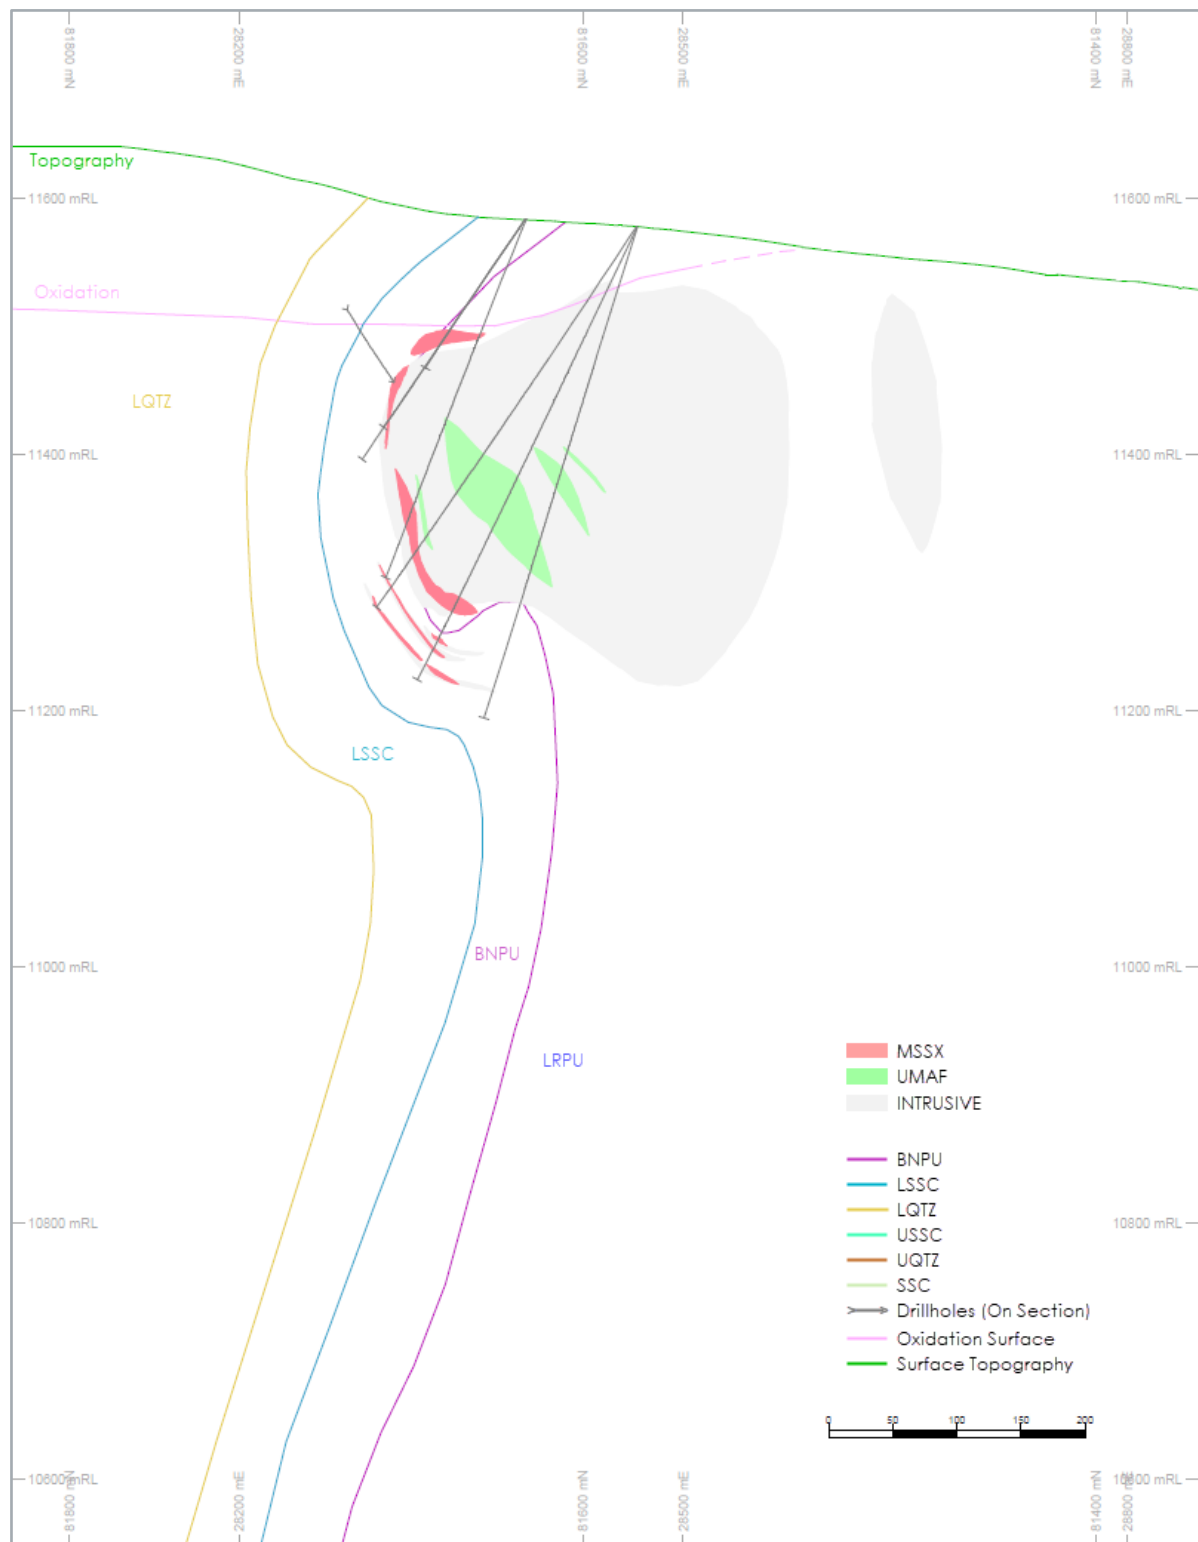 81800 mN
28200 mE
81600 mN
28500 mE
81400 mN
28800 mE
Topography
11600 mRL
11600 mRL
Oxidation
LQTZ
11400 mRL
11400 mRL
11200 mRL
11200 mRL
LSSC
BNPU
11000 mRL
11000 mRL
LRPU
MSSX
UMAF
INTRUSIVE
BNPU
LSSC
LQTZ
10800 mRL
10800 mRL
USSC
UQTZ
SSC
Drillholes (On Section)
Oxidation Surface
Surface Topography
0 50 100 150 200
10600 mRL
10600 mRL
81800 mN
28200 mE
81600 mN
28500 mE
81400 mN
28800 mE